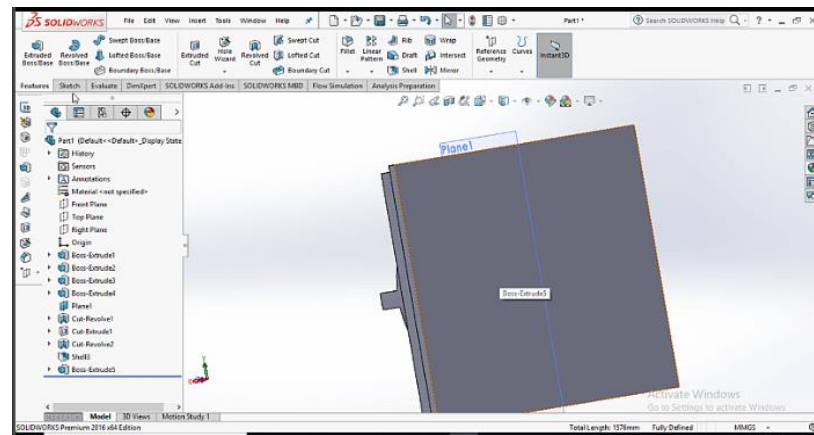 SOLIDWORKS File Edit View Insert Tools Window Help Part1 * Search SOLIDWORKS Help
Extruded Boss/Base Revolved Boss/Base Swept Boss/Base Lofted Boss/Base Boundary Boss/Base Extruded Cut Hole Wizard Revolved Cut Swept Cut Lofted Cut Boundary Cut Fillet Linear Pattern Rib Draft Shell Wrap Intersect Mirror Reference Geometry Curves Instant3D
Features Sketch Evaluate DimXpert SOLIDWORKS Add-Ins SOLIDWORKS MBD Flow Simulation Analysis Preparation
Part1 (Default<<Default>_Display State
History
Sensors
Annotations
Material <not specified>
Front Plane
Top Plane
Right Plane
Origin
Boss-Extrude1
Boss-Extrude2
Boss-Extrude3
Boss-Extrude4
Plane1
Cut-Revolve1
Cut-Extrude1
Cut-Revolve2
Shell3
Boss-Extrude5
Plane1
Boss-Extrude5
Activate Windows
Go to Settings to activate Windows.
Model 3D Views Motion Study 1
SOLIDWORKS Premium 2016 x64 Edition Total Length: 1576mm Fully Defined MMGS